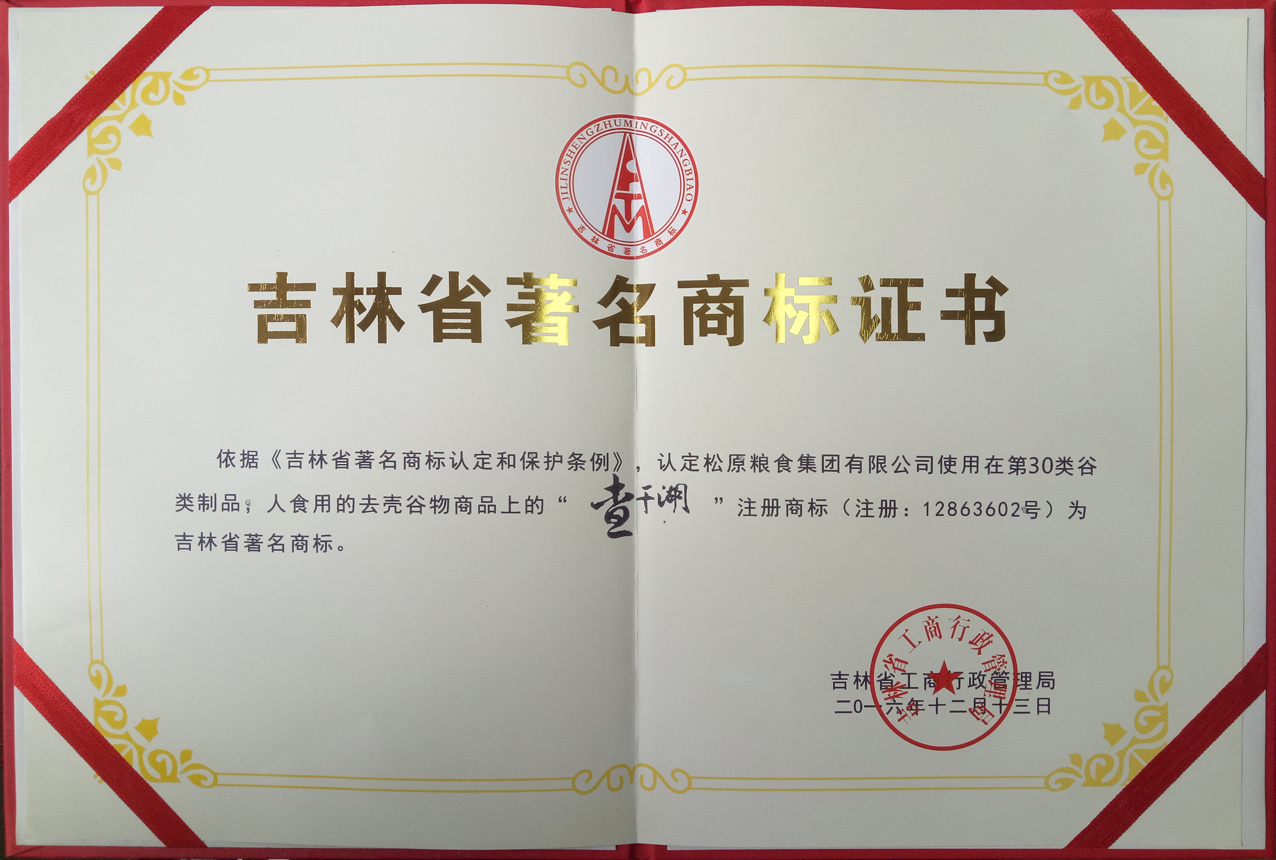 JILINSHENGZHUMINGSHANGBIAO
吉林省著名商标
吉林省著名商标证书
依据《吉林省著名商标认定和保护条例》，认定松原粮食集团有限公司使用在第30类谷
类制品；人食用的去壳谷物商品上的“查干湖”注册商标（注册：12863602号）为
吉林省著名商标。
吉林省工商行政管理局
吉林省工商行政管理局
二〇一六年十二月十三日